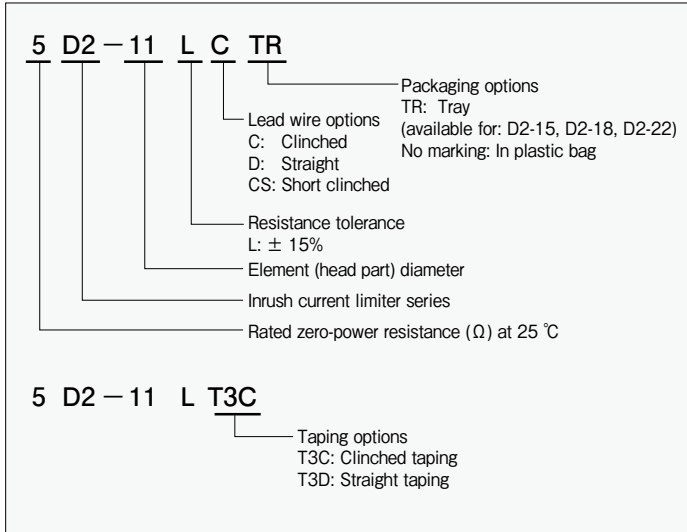 5 D2－11 L C TR
Packaging options
TR: Tray
(available for: D2-15, D2-18, D2-22)
No marking: In plastic bag
Lead wire options
C: Clinched
D: Straight
CS: Short clinched
Resistance tolerance
L: ± 15%
Element (head part) diameter
Inrush current limiter series
Rated zero-power resistance (Ω) at 25 ℃
5 D2－11 L T3C
Taping options
T3C: Clinched taping
T3D: Straight taping